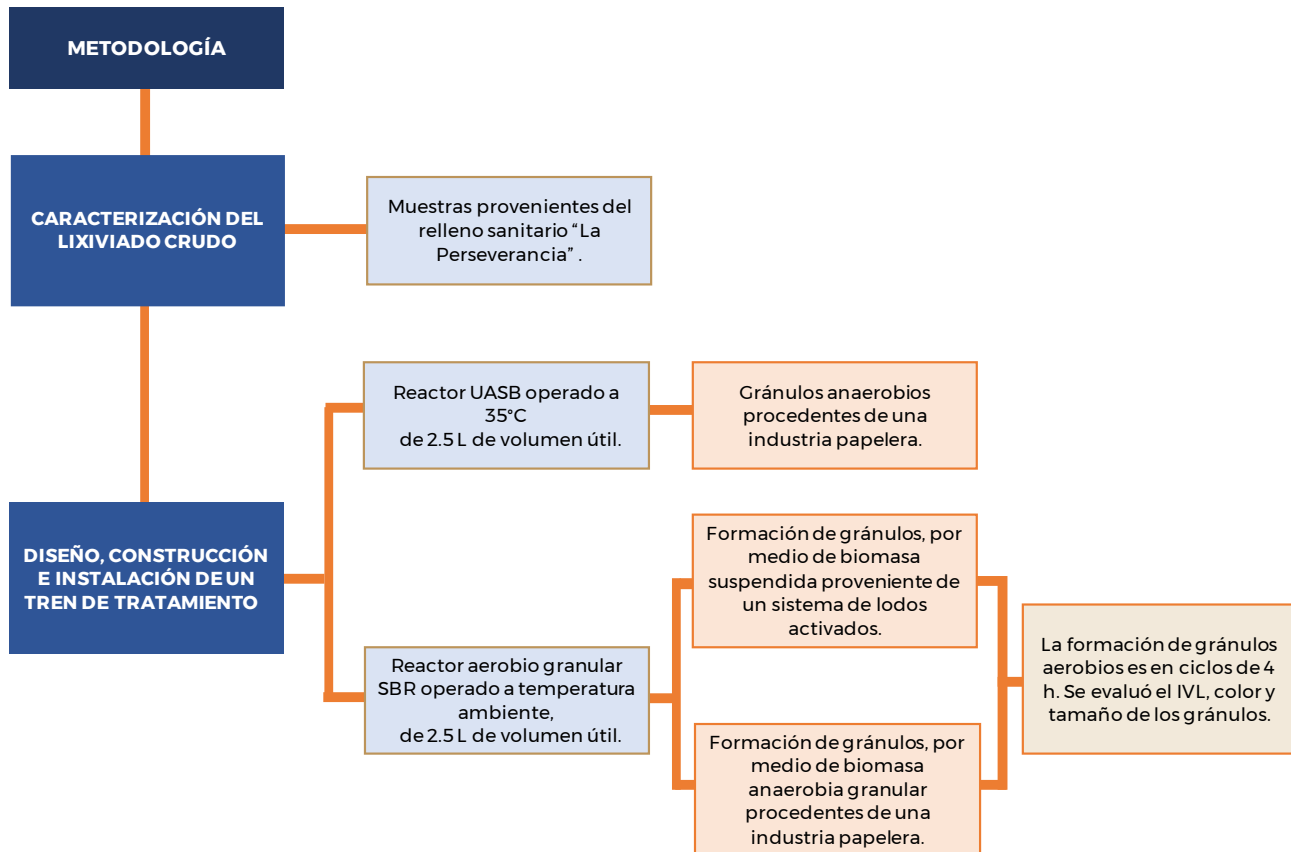 METODOLOGÍA
CARACTERIZACIÓN DEL
LIXIVIADO CRUDO
Muestras provenientes del
relleno sanitario “La
Perseverancia” .
DISEÑO, CONSTRUCCIÓN
E INSTALACIÓN DE UN
TREN DE TRATAMIENTO
Reactor UASB operado a
35°C
de 2.5 L de volumen útil.
Gránulos anaerobios
procedentes de una
industria papelera.
Reactor aerobio granular
SBR operado a temperatura
ambiente,
de 2.5 L de volumen útil.
Formación de gránulos, por
medio de biomasa
suspendida proveniente de
un sistema de lodos
activados.
Formación de gránulos, por
medio de biomasa
anaerobia granular
procedentes de una
industria papelera.
La formación de gránulos
aerobios es en ciclos de 4
h. Se evaluó el IVL, color y
tamaño de los gránulos.